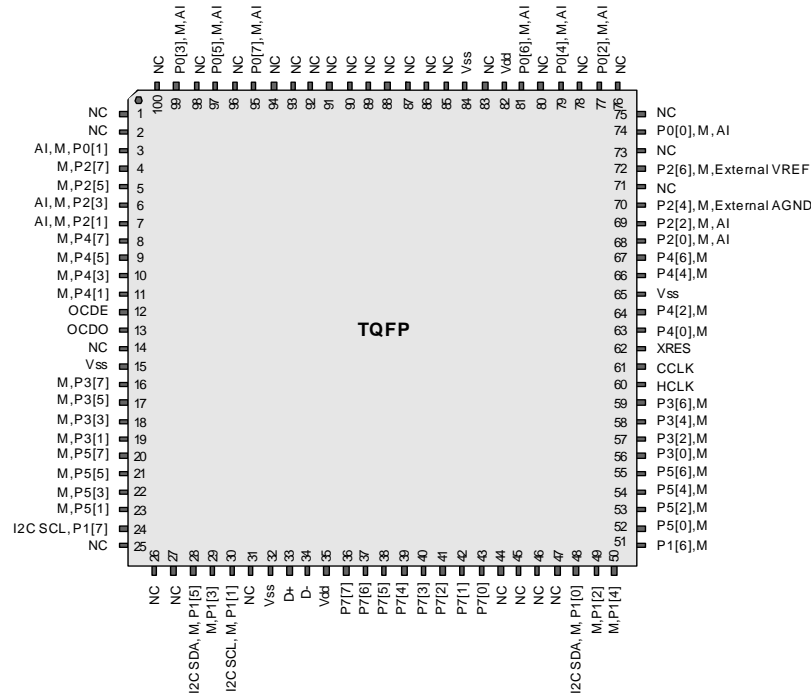 NC
P0[3], M, AI
NC
P0[5], M, AI
NC
P0[7], M, AI
NC
NC
NC
NC
NC
NC
NC
NC
NC
NC
Vss
NC
Vdd
P0[6], M, AI
NC
P0[4], M, AI
NC
P0[2], M, AI
NC
100
99
98
97
96
95
94
93
92
91
90
89
88
87
86
85
84
83
82
81
80
79
78
77
76
NC 1
NC 2
AI, M, P0[1] 3
M, P2[7] 4
M, P2[5] 5
AI, M, P2[3] 6
AI, M, P2[1] 7
M, P4[7] 8
M, P4[5] 9
M, P4[3] 10
M, P4[1] 11
OCDE 12
OCDO 13
NC 14
Vss 15
M, P3[7] 16
M, P3[5] 17
M, P3[3] 18
M, P3[1] 19
M, P5[7] 20
M, P5[5] 21
M, P5[3] 22
M, P5[1] 23
I2C SCL, P1[7] 24
NC 25
TQFP
75 NC
74 P0[0], M, AI
73 NC
72 P2[6], M, External VREF
71 NC
70 P2[4], M, External AGND
69 P2[2], M, AI
68 P2[0], M, AI
67 P4[6], M
66 P4[4], M
65 Vss
64 P4[2], M
63 P4[0], M
62 XRES
61 CCLK
60 HCLK
59 P3[6], M
58 P3[4], M
57 P3[2], M
56 P3[0], M
55 P5[6], M
54 P5[4], M
53 P5[2], M
52 P5[0], M
51 P1[6], M
26
27
28
29
30
31
32
33
34
35
36
37
38
39
40
41
42
43
44
45
46
47
48
49
50
NC
NC
I2C SDA, M, P1[5]
M, P1[3]
I2C SCL, M, P1[1]
NC
Vss
D+
D-
Vdd
P7[7]
P7[6]
P7[5]
P7[4]
P7[3]
P7[2]
P7[1]
P7[0]
NC
NC
NC
NC
I2C SDA, M, P1[0]
M, P1[2]
M, P1[4]